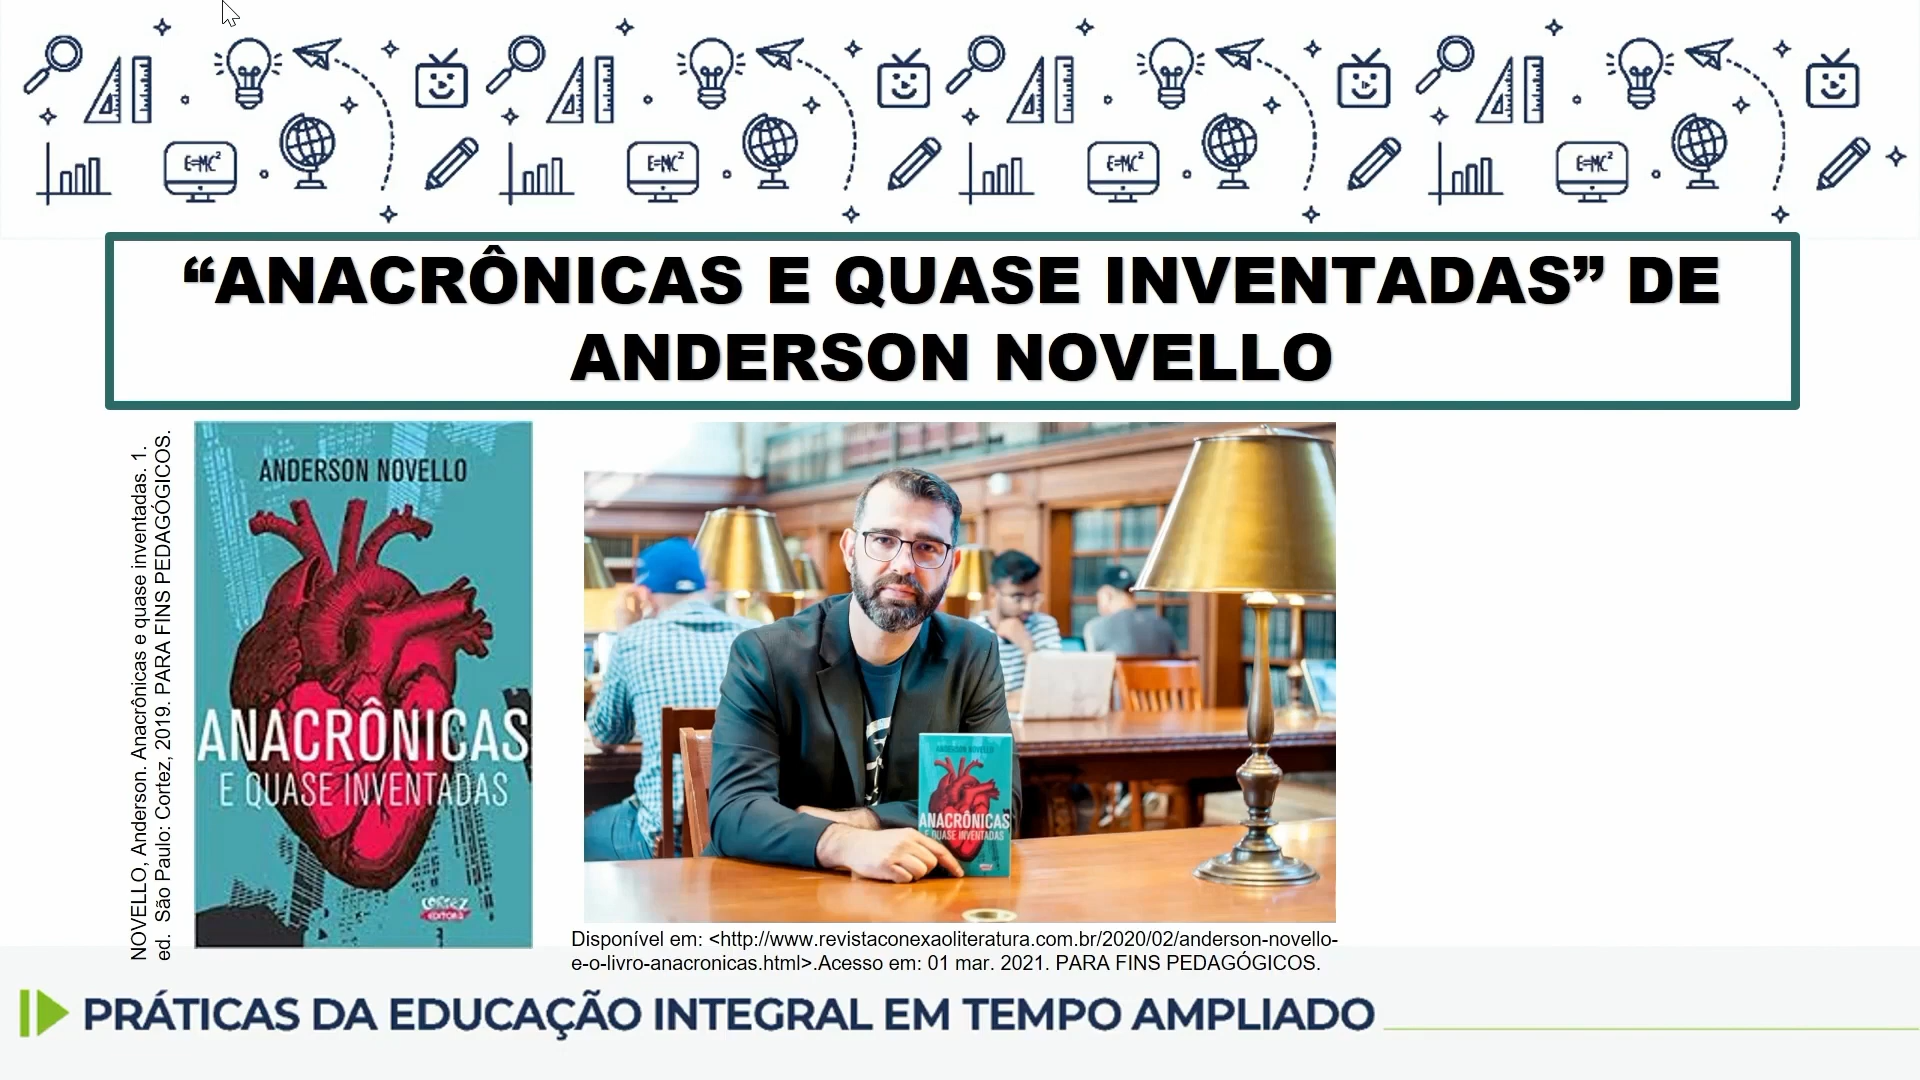 E=MC²
E=MC²
E=MC²
E=MC²
“ANACRÔNICAS E QUASE INVENTADAS” DE
ANDERSON NOVELLO
NOVELLO, Anderson. Anacrônicas e quase inventadas. 1.
ed. São Paulo: Cortez, 2019. PARA FINS PEDAGÓGICOS.
ANDERSON NOVELLO
ANACRÔNICAS
E QUASE INVENTADAS
CORTEZ
EDITORA
ANDERSON NOVELLO
ANACRÔNICAS
E QUASE INVENTADAS
Disponível em: <http://www.revistaconexaoliteratura.com.br/2020/02/anderson-novello-
e-o-livro-anacronicas.html>.Acesso em: 01 mar. 2021. PARA FINS PEDAGÓGICOS.
PRÁTICAS DA EDUCAÇÃO INTEGRAL EM TEMPO AMPLIADO